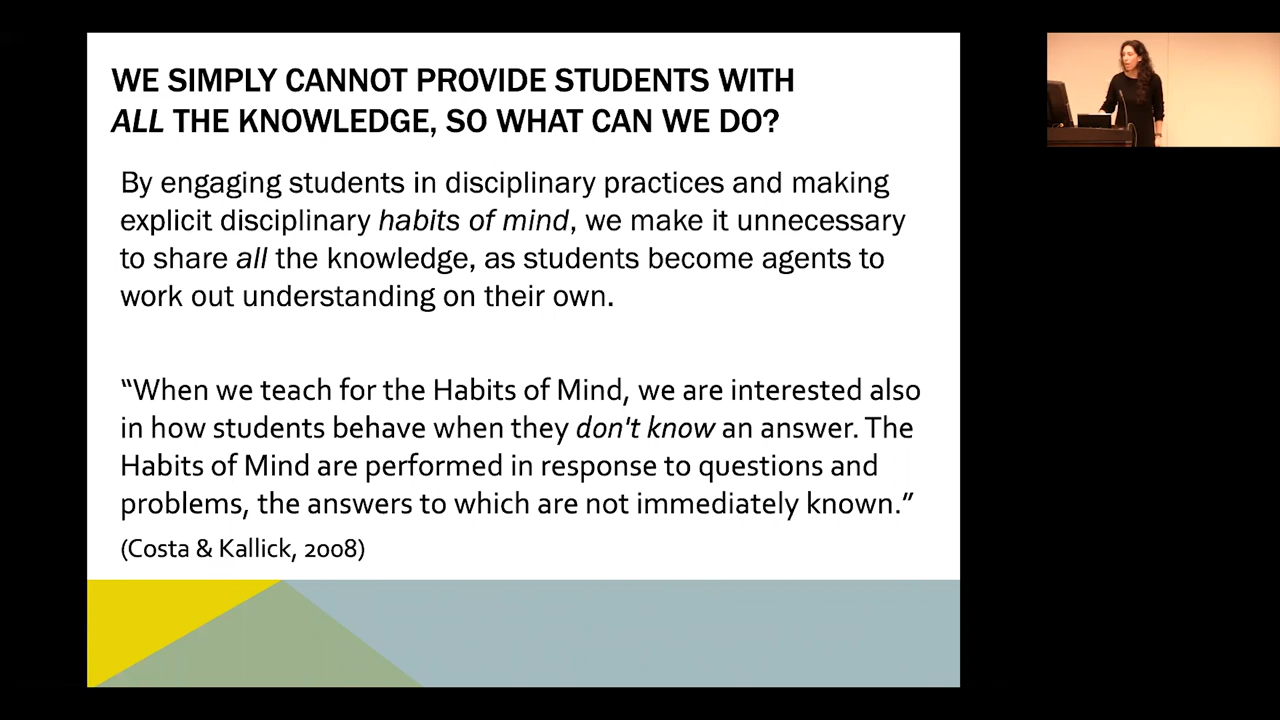 WE SIMPLY CANNOT PROVIDE STUDENTS WITH
ALL THE KNOWLEDGE, SO WHAT CAN WE DO?
By engaging students in disciplinary practices and making
explicit disciplinary habits of mind, we make it unnecessary
to share all the knowledge, as students become agents to
work out understanding on their own.
“When we teach for the Habits of Mind, we are interested also
in how students behave when they don't know an answer. The
Habits of Mind are performed in response to questions and
problems, the answers to which are not immediately known.”
(Costa & Kallick, 2008)